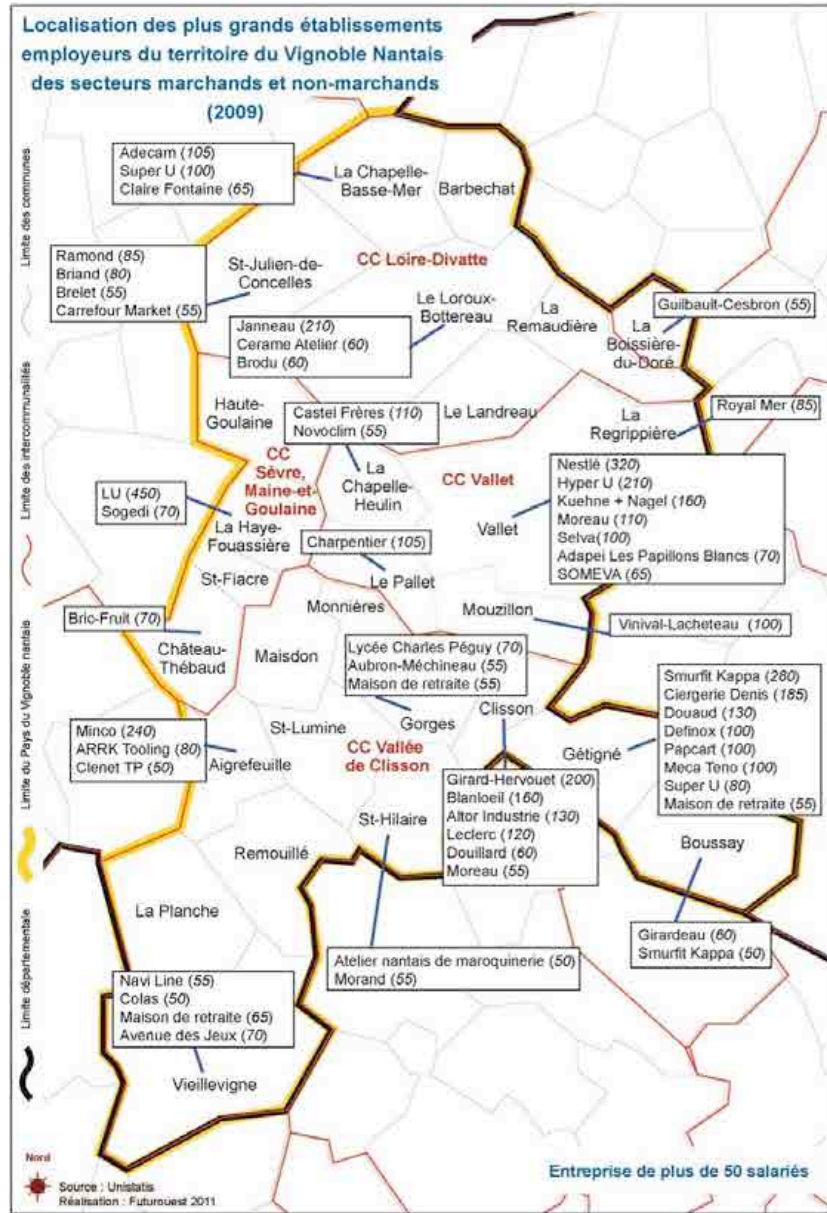 Localisation des plus grands établissements
employeurs du territoire du Vignoble Nantais
des secteurs marchands et non-marchands
(2009)
Adecam (105)
Super U (100)
Claire Fontaine (65)
La Chapelle-
Basse-Mer
Barbechat
Limite des communes
Ramond (85)
Briand (80)
Brelet (55)
Carrefour Market (55)
St-Julien-de-
Concelles
CC Loire-Divatte
Le Loroux-
Bottereau
La
Remaudière
Guilbault-Cesbron (55)
La
Boissière-
du-Doré
Janneau (210)
Cerame Atelier (60)
Brodu (60)
Limite des intercommunalités
Haute-
Goulaine
Castel Frères (110)
Novoclim (55)
Le Landreau
La
Regrippière
Royal Mer (85)
CC
Sèvre,
Maine-et-
Goulaine
La
Chapelle-
Heulin
CC Vallet
Vallet
Nestlé (320)
Hyper U (210)
Kuehne + Nagel (160)
Moreau (110)
Selva(100)
Adapei Les Papillons Blancs (70)
SOMEVA (65)
LU (450)
Sogedi (70)
La Haye-
Fouassière
Charpentier (105)
Le Pallet
St-Fiacre
Monnières
Mouzillon
Vinival-Lacheteau (100)
Bric-Fruit (70)
Château-
Thébaud
Maisdon
Limite du Pays du Vignoble nantais
Lycée Charles Péguy (70)
Aubron-Méchineau (55)
Maison de retraite (55)
Gorges
Clisson
St-Lumine
Smurfit Kappa (280)
Ciergerie Denis (185)
Douaud (130)
Definox (100)
Papcart (100)
Meca Teno (100)
Super U (80)
Maison de retraite (55)
Gétigné
Minco (240)
ARRK Tooling (80)
Clenet TP (50)
Aigrefeuille
CC Vallée
de Clisson
Girard-Hervouet (200)
Blanloeil (160)
Altor Industrie (130)
Leclerc (120)
Douillard (60)
Moreau (55)
St-Hilaire
Remouillé
Boussay
La Planche
Limite départementale
Girardeau (60)
Smurfit Kappa (50)
Atelier nantais de maroquinerie (50)
Morand (55)
Navi Line (55)
Colas (50)
Maison de retraite (65)
Avenue des Jeux (70)
Vieillevigne
Nord
Source : Unistatis
Réalisation : Futurouest 2011
Entreprise de plus de 50 salariés